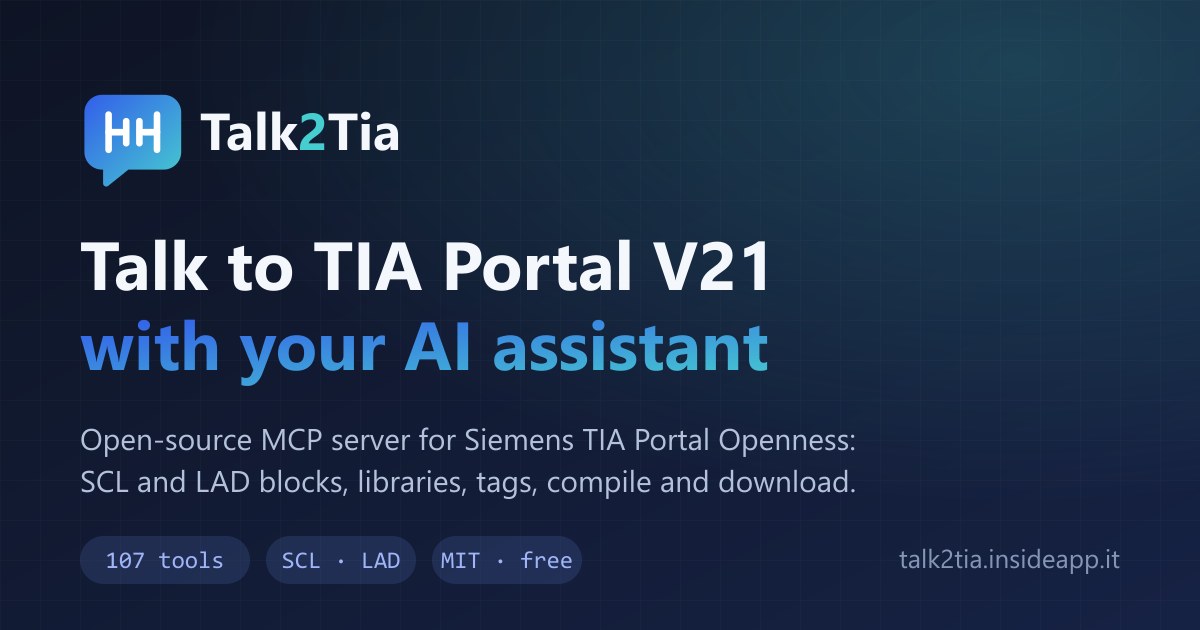 Talk2Tia
Talk to TIA Portal V21
with your AI assistant
Open-source MCP server for Siemens TIA Portal Openness:
SCL and LAD blocks, libraries, tags, compile and download.
107 tools
SCL · LAD
MIT · free
talk2tia.insideapp.it